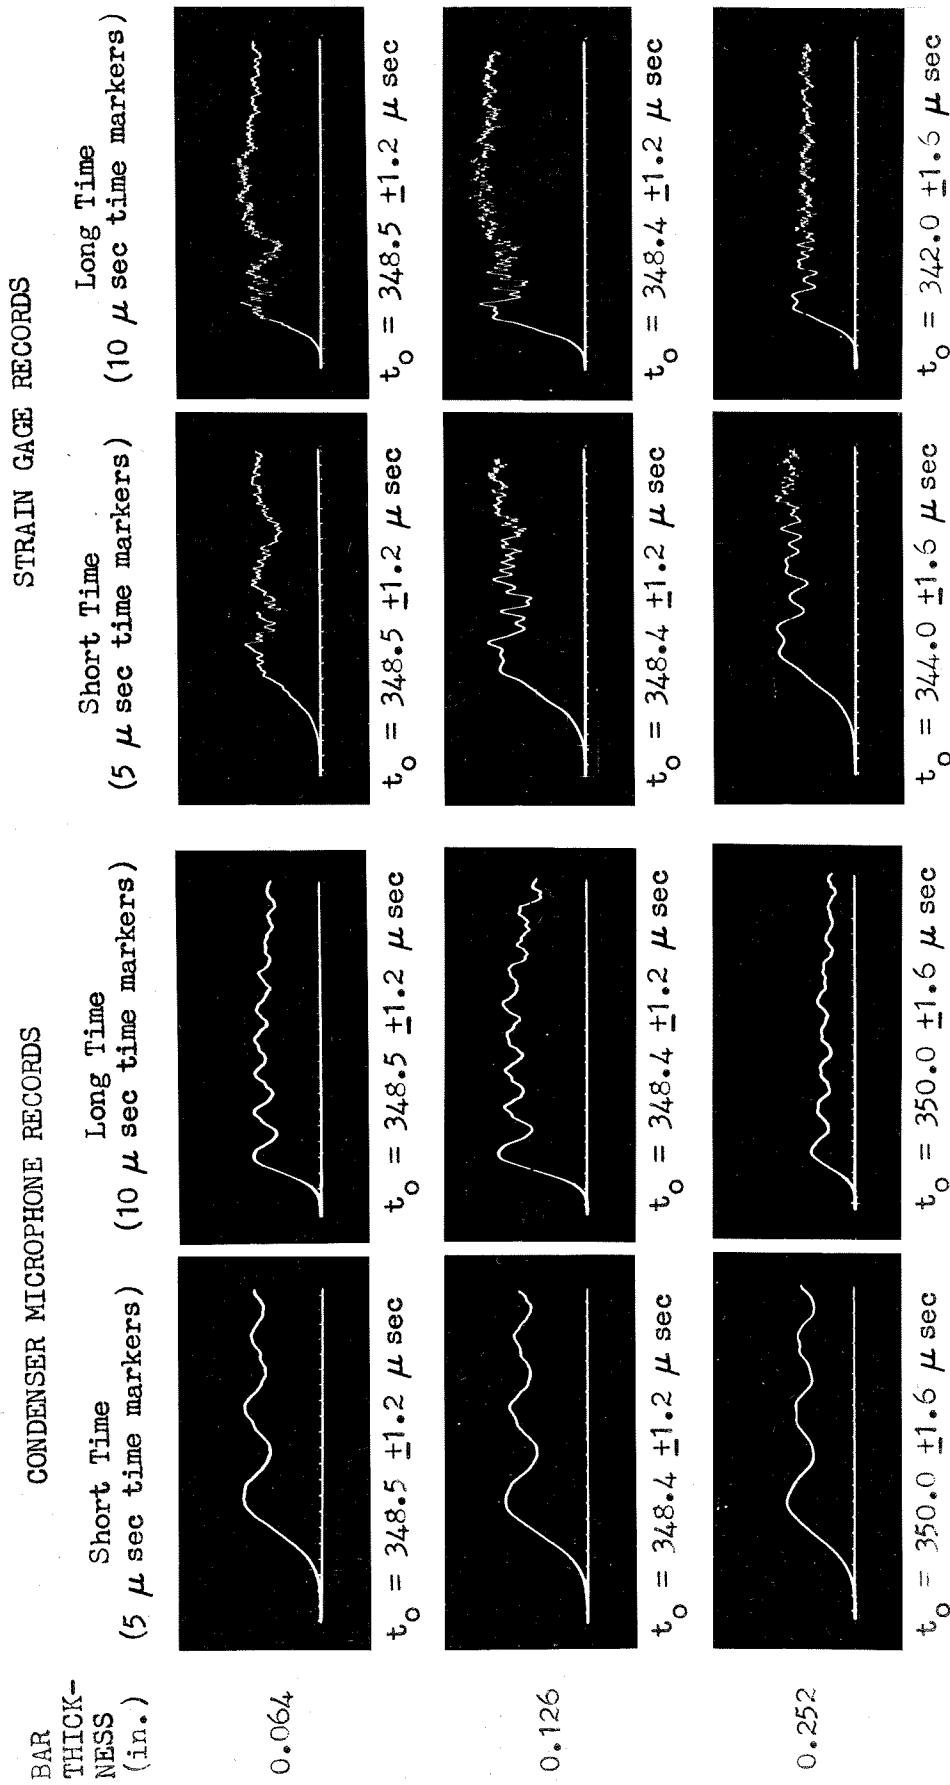 CONDENSER MICROPHONE RECORDS
STRAIN GAGE RECORDS
BAR
THICK-
NESS
(in.)
Short Time
(5 μ sec time markers)
Long Time
(10 μ sec time markers)
Short Time
(5 μ sec time markers)
Long Time
(10 μ sec time markers)
0.064
t₀ = 348.5 ±1.2 μ sec
t₀ = 348.5 ±1.2 μ sec
t₀ = 348.5 ±1.2 μ sec
t₀ = 348.5 ±1.2 μ sec
0.126
t₀ = 348.4 ±1.2 μ sec
t₀ = 348.4 ±1.2 μ sec
t₀ = 348.4 ±1.2 μ sec
t₀ = 348.4 ±1.2 μ sec
0.252
t₀ = 350.0 ±1.6 μ sec
t₀ = 350.0 ±1.6 μ sec
t₀ = 344.0 ±1.6 μ sec
t₀ = 342.0 ±1.6 μ sec